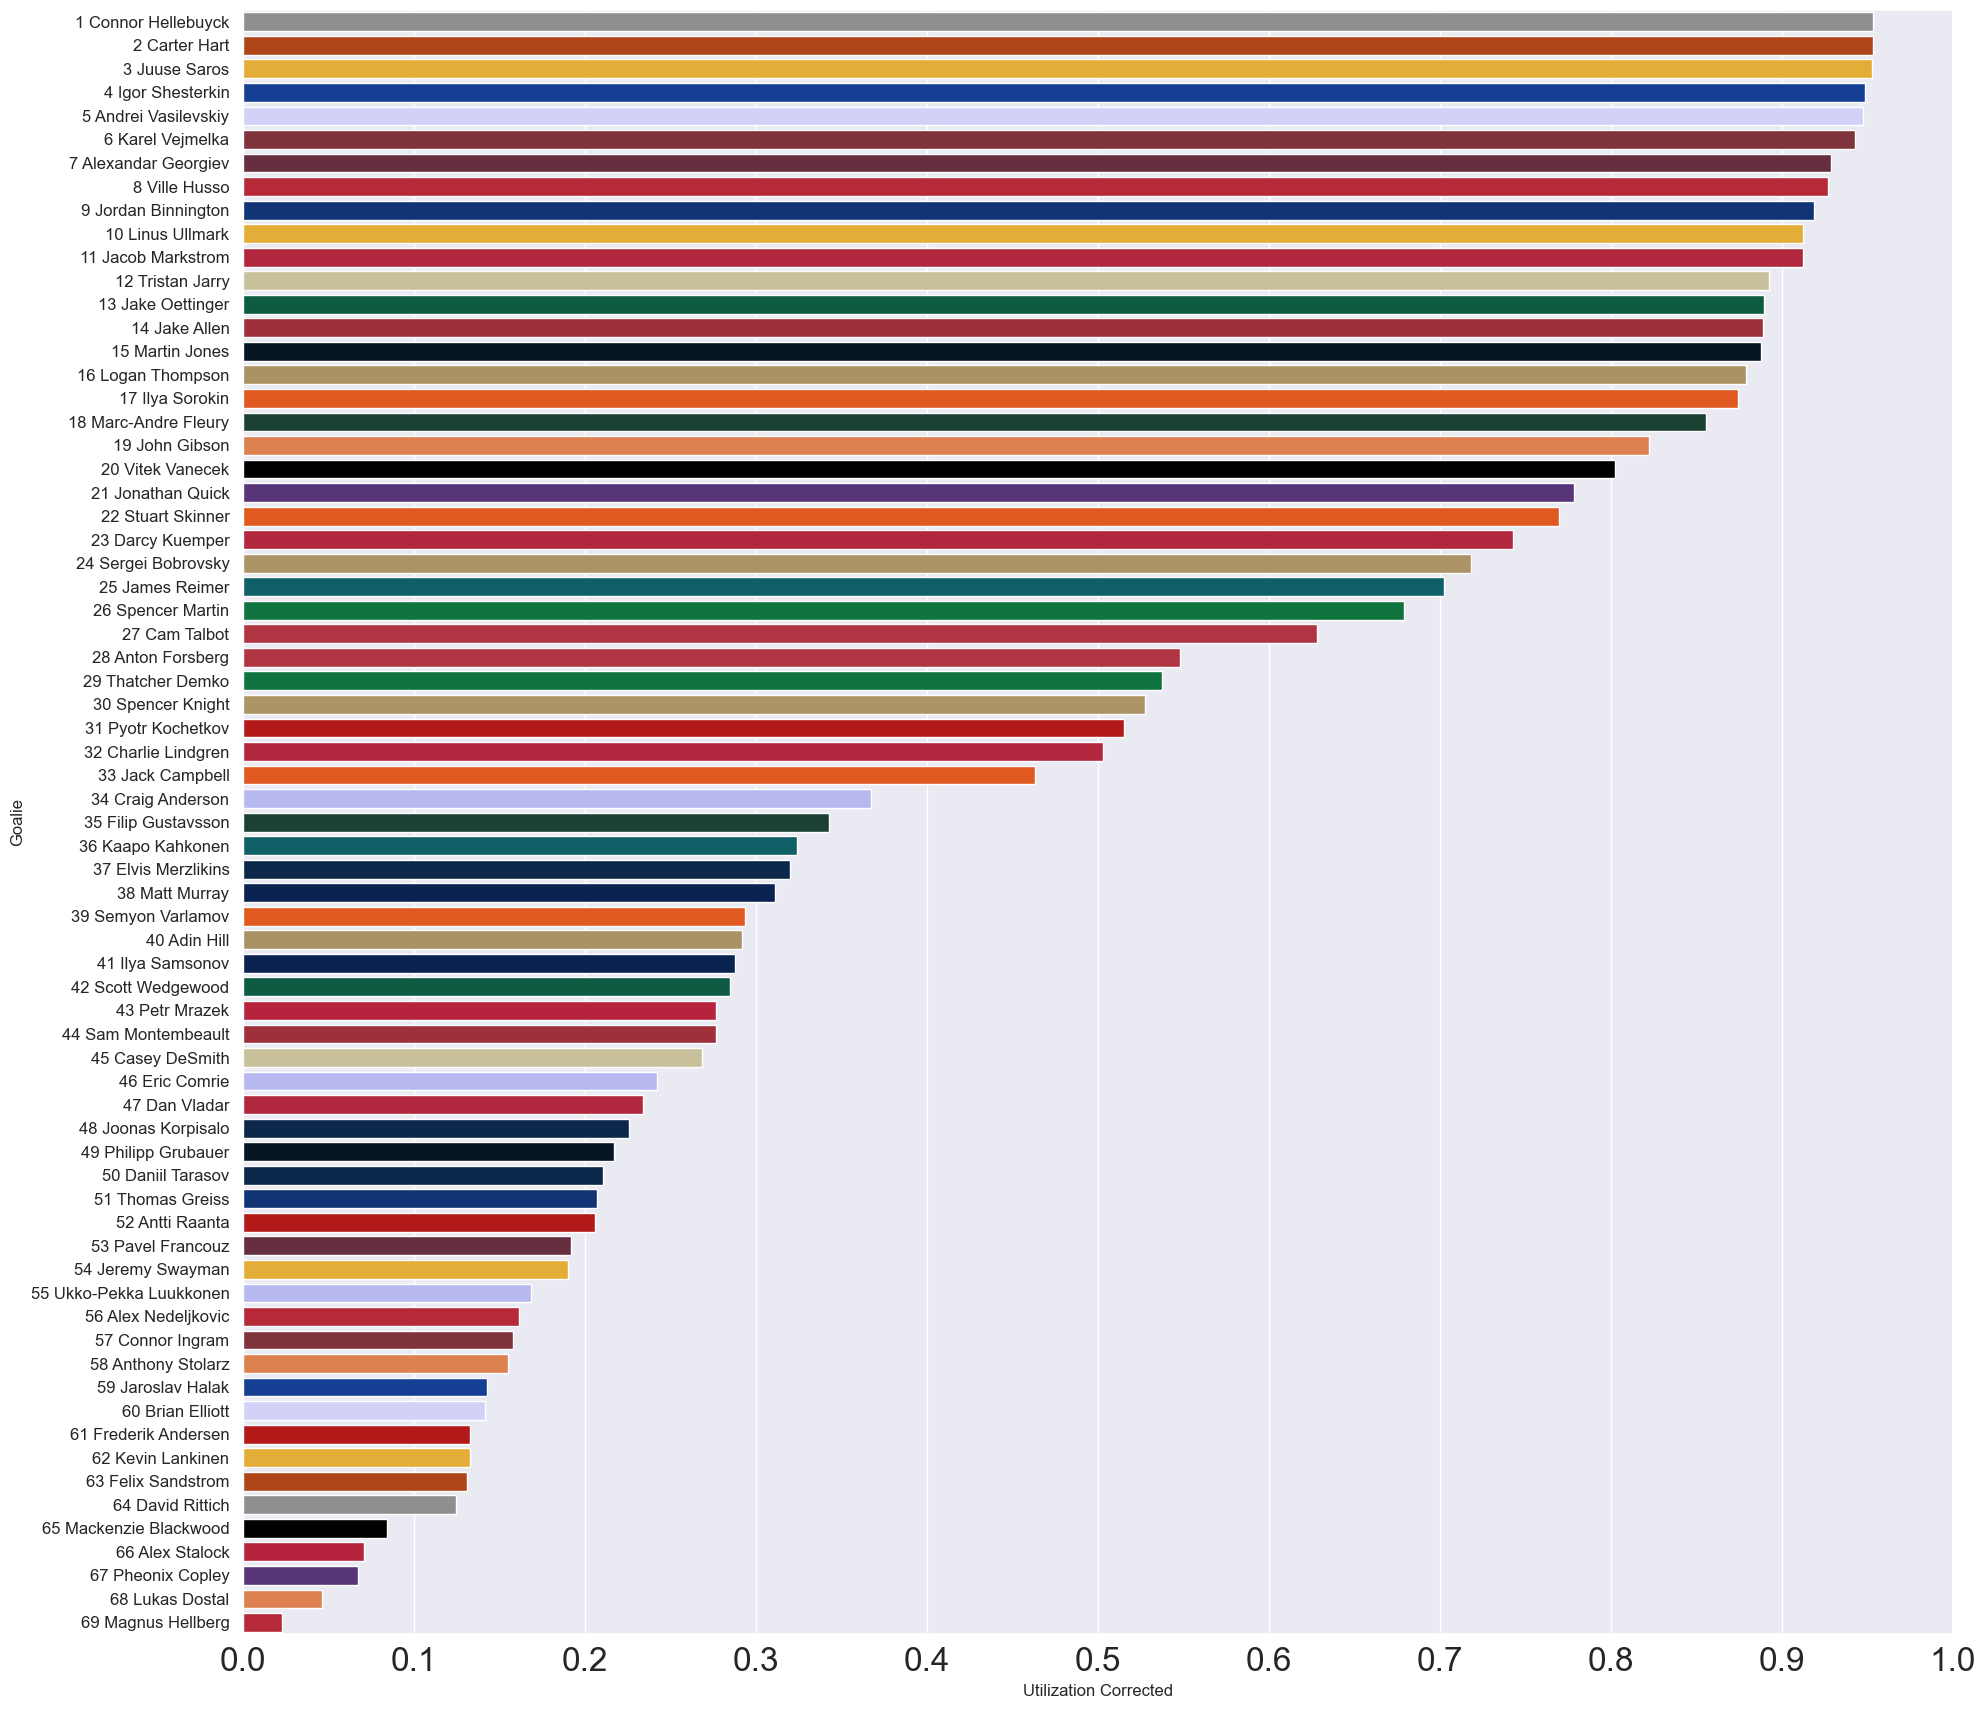 1 Connor Hellebuyck
2 Carter Hart
3 Juuse Saros
4 Igor Shesterkin
5 Andrei Vasilevskiy
6 Karel Vejmelka
7 Alexandar Georgiev
8 Ville Husso
9 Jordan Binnington
10 Linus Ullmark
11 Jacob Markstrom
12 Tristan Jarry
13 Jake Oettinger
14 Jake Allen
15 Martin Jones
16 Logan Thompson
17 Ilya Sorokin
18 Marc-Andre Fleury
19 John Gibson
20 Vitek Vanecek
21 Jonathan Quick
22 Stuart Skinner
23 Darcy Kuemper
24 Sergei Bobrovsky
25 James Reimer
26 Spencer Martin
27 Cam Talbot
28 Anton Forsberg
29 Thatcher Demko
30 Spencer Knight
31 Pyotr Kochetkov
32 Charlie Lindgren
33 Jack Campbell
34 Craig Anderson
35 Filip Gustavsson
36 Kaapo Kahkonen
37 Elvis Merzlikins
38 Matt Murray
39 Semyon Varlamov
40 Adin Hill
41 Ilya Samsonov
42 Scott Wedgewood
43 Petr Mrazek
44 Sam Montembeault
45 Casey DeSmith
46 Eric Comrie
47 Dan Vladar
48 Joonas Korpisalo
49 Philipp Grubauer
50 Daniil Tarasov
51 Thomas Greiss
52 Antti Raanta
53 Pavel Francouz
54 Jeremy Swayman
55 Ukko-Pekka Luukkonen
56 Alex Nedeljkovic
57 Connor Ingram
58 Anthony Stolarz
59 Jaroslav Halak
60 Brian Elliott
61 Frederik Andersen
62 Kevin Lankinen
63 Felix Sandstrom
64 David Rittich
65 Mackenzie Blackwood
66 Alex Stalock
67 Pheonix Copley
68 Lukas Dostal
69 Magnus Hellberg
Goalie
0.0 0.1 0.2 0.3 0.4 0.5 0.6 0.7 0.8 0.9 1.0
Utilization Corrected